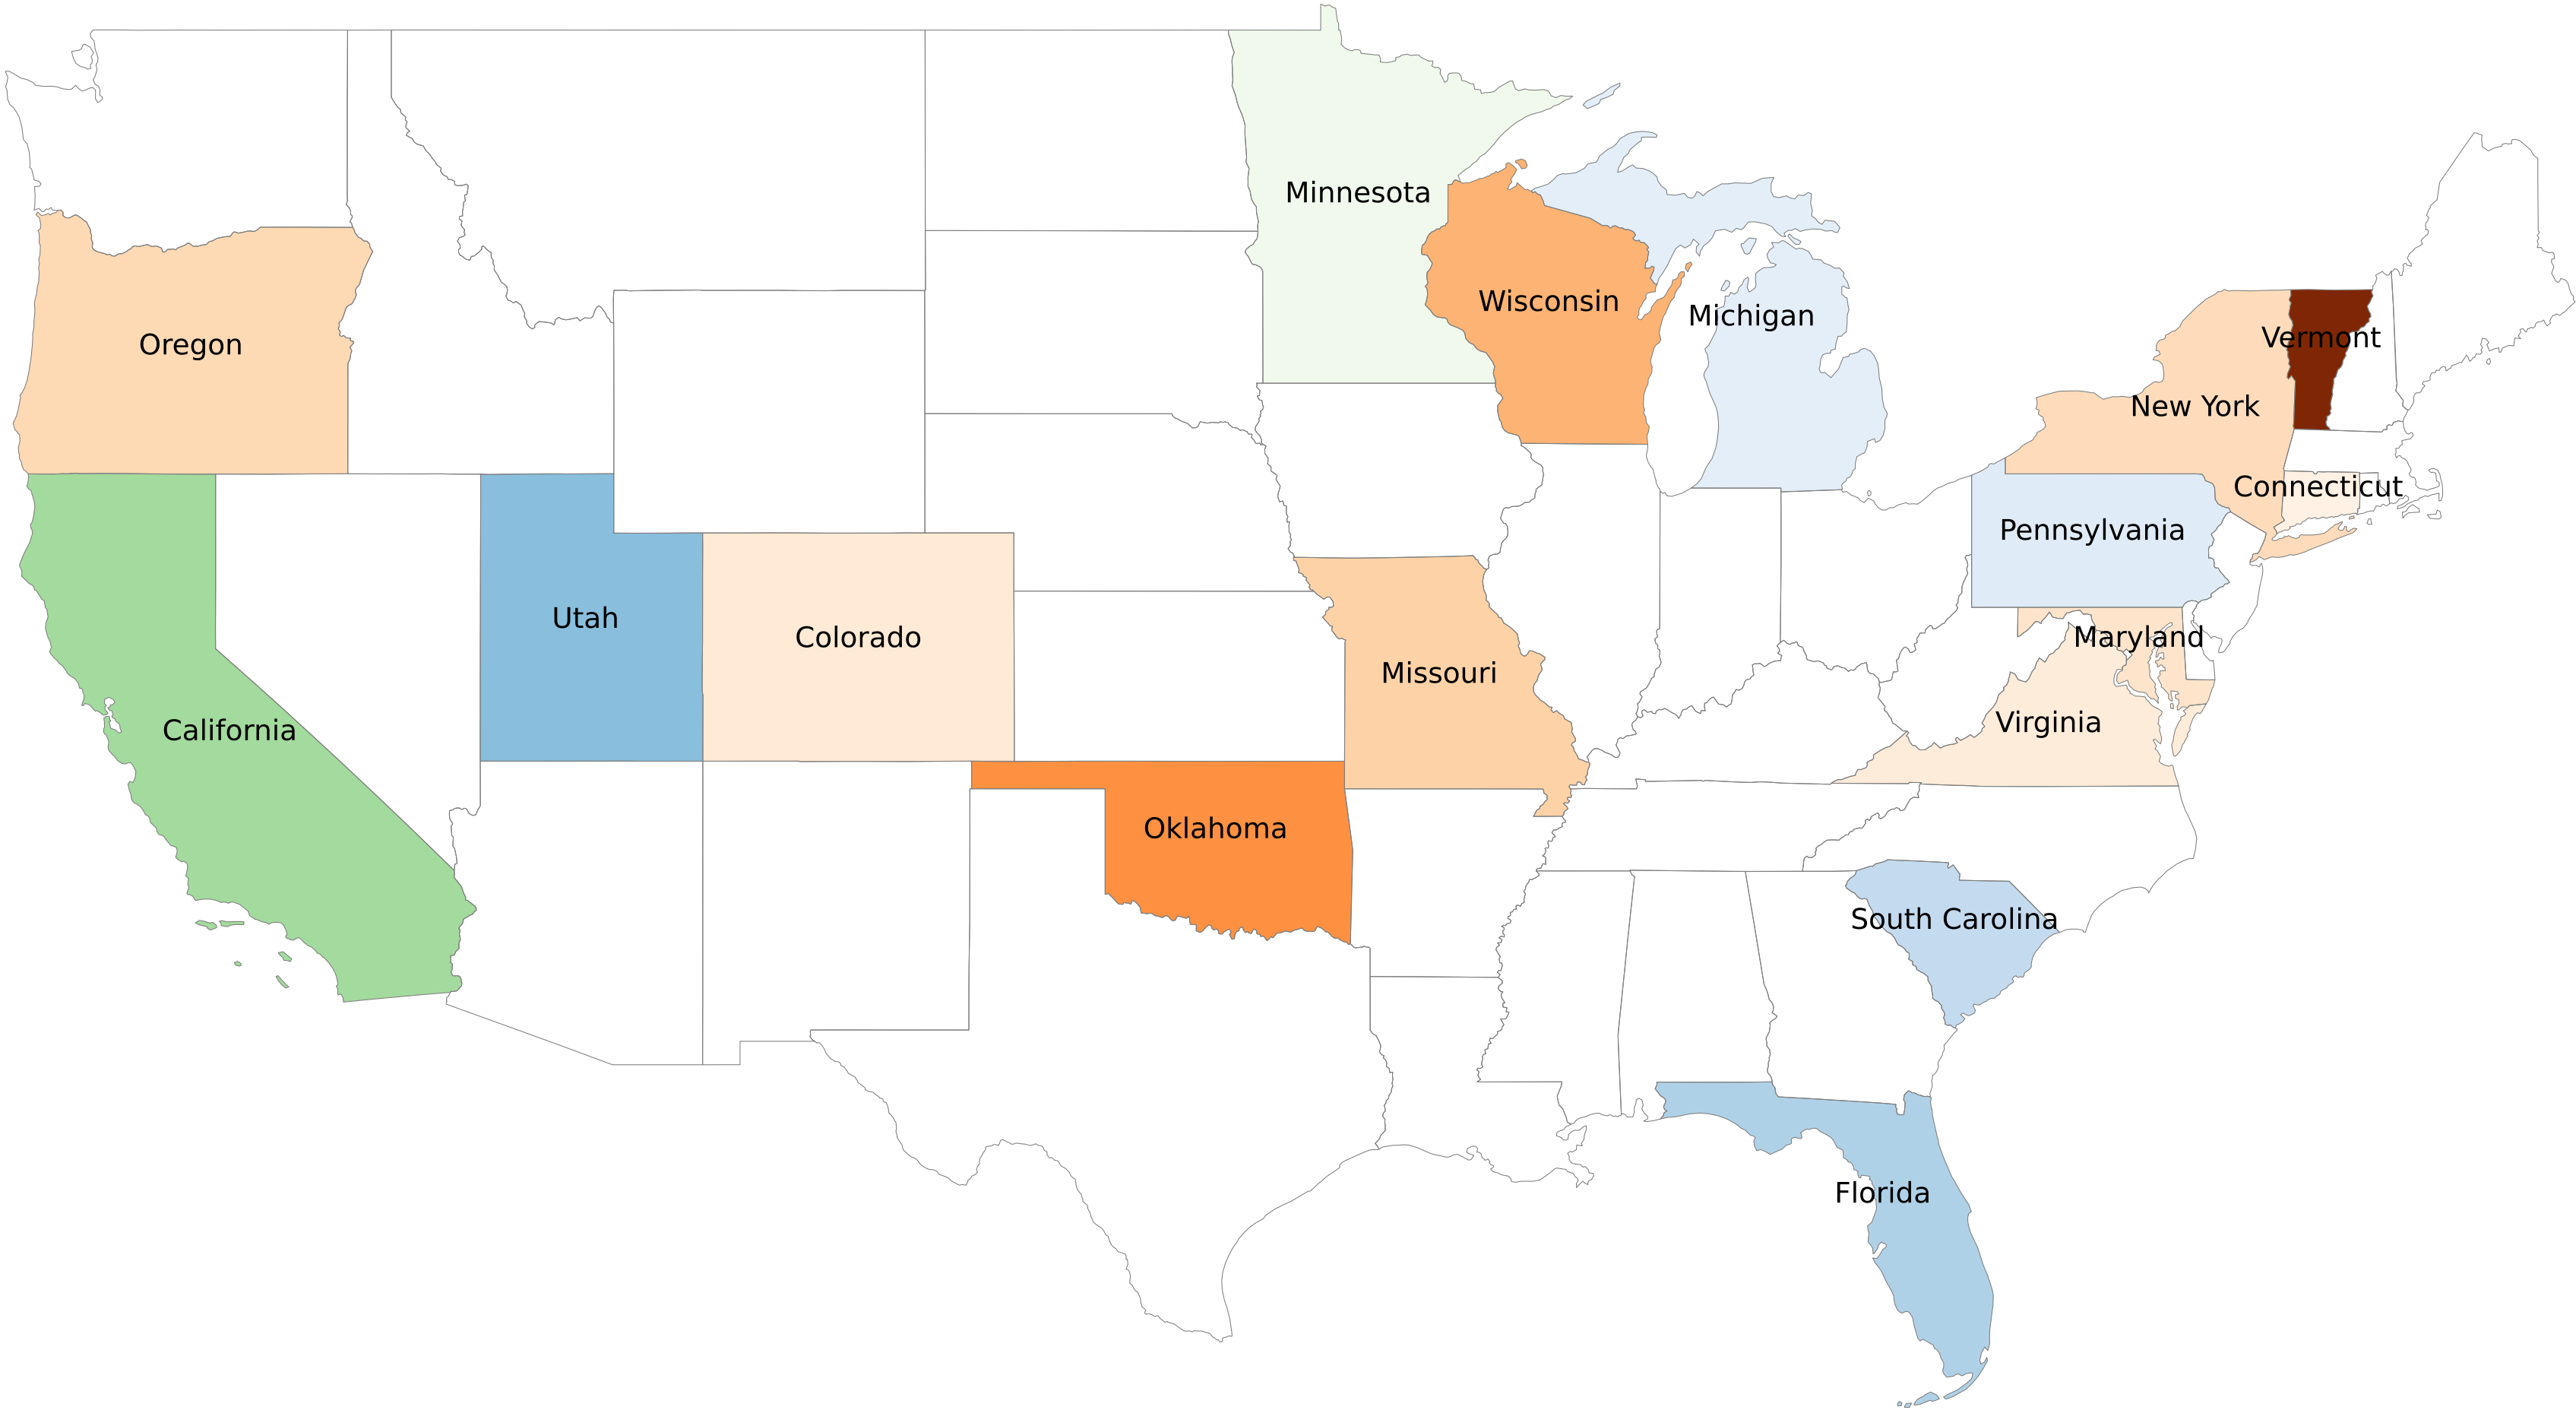 Minnesota
Wisconsin
Michigan
Vermont
Oregon
New York
Connecticut
Pennsylvania
Utah
Colorado
Maryland
Missouri
Virginia
California
Oklahoma
South Carolina
Florida